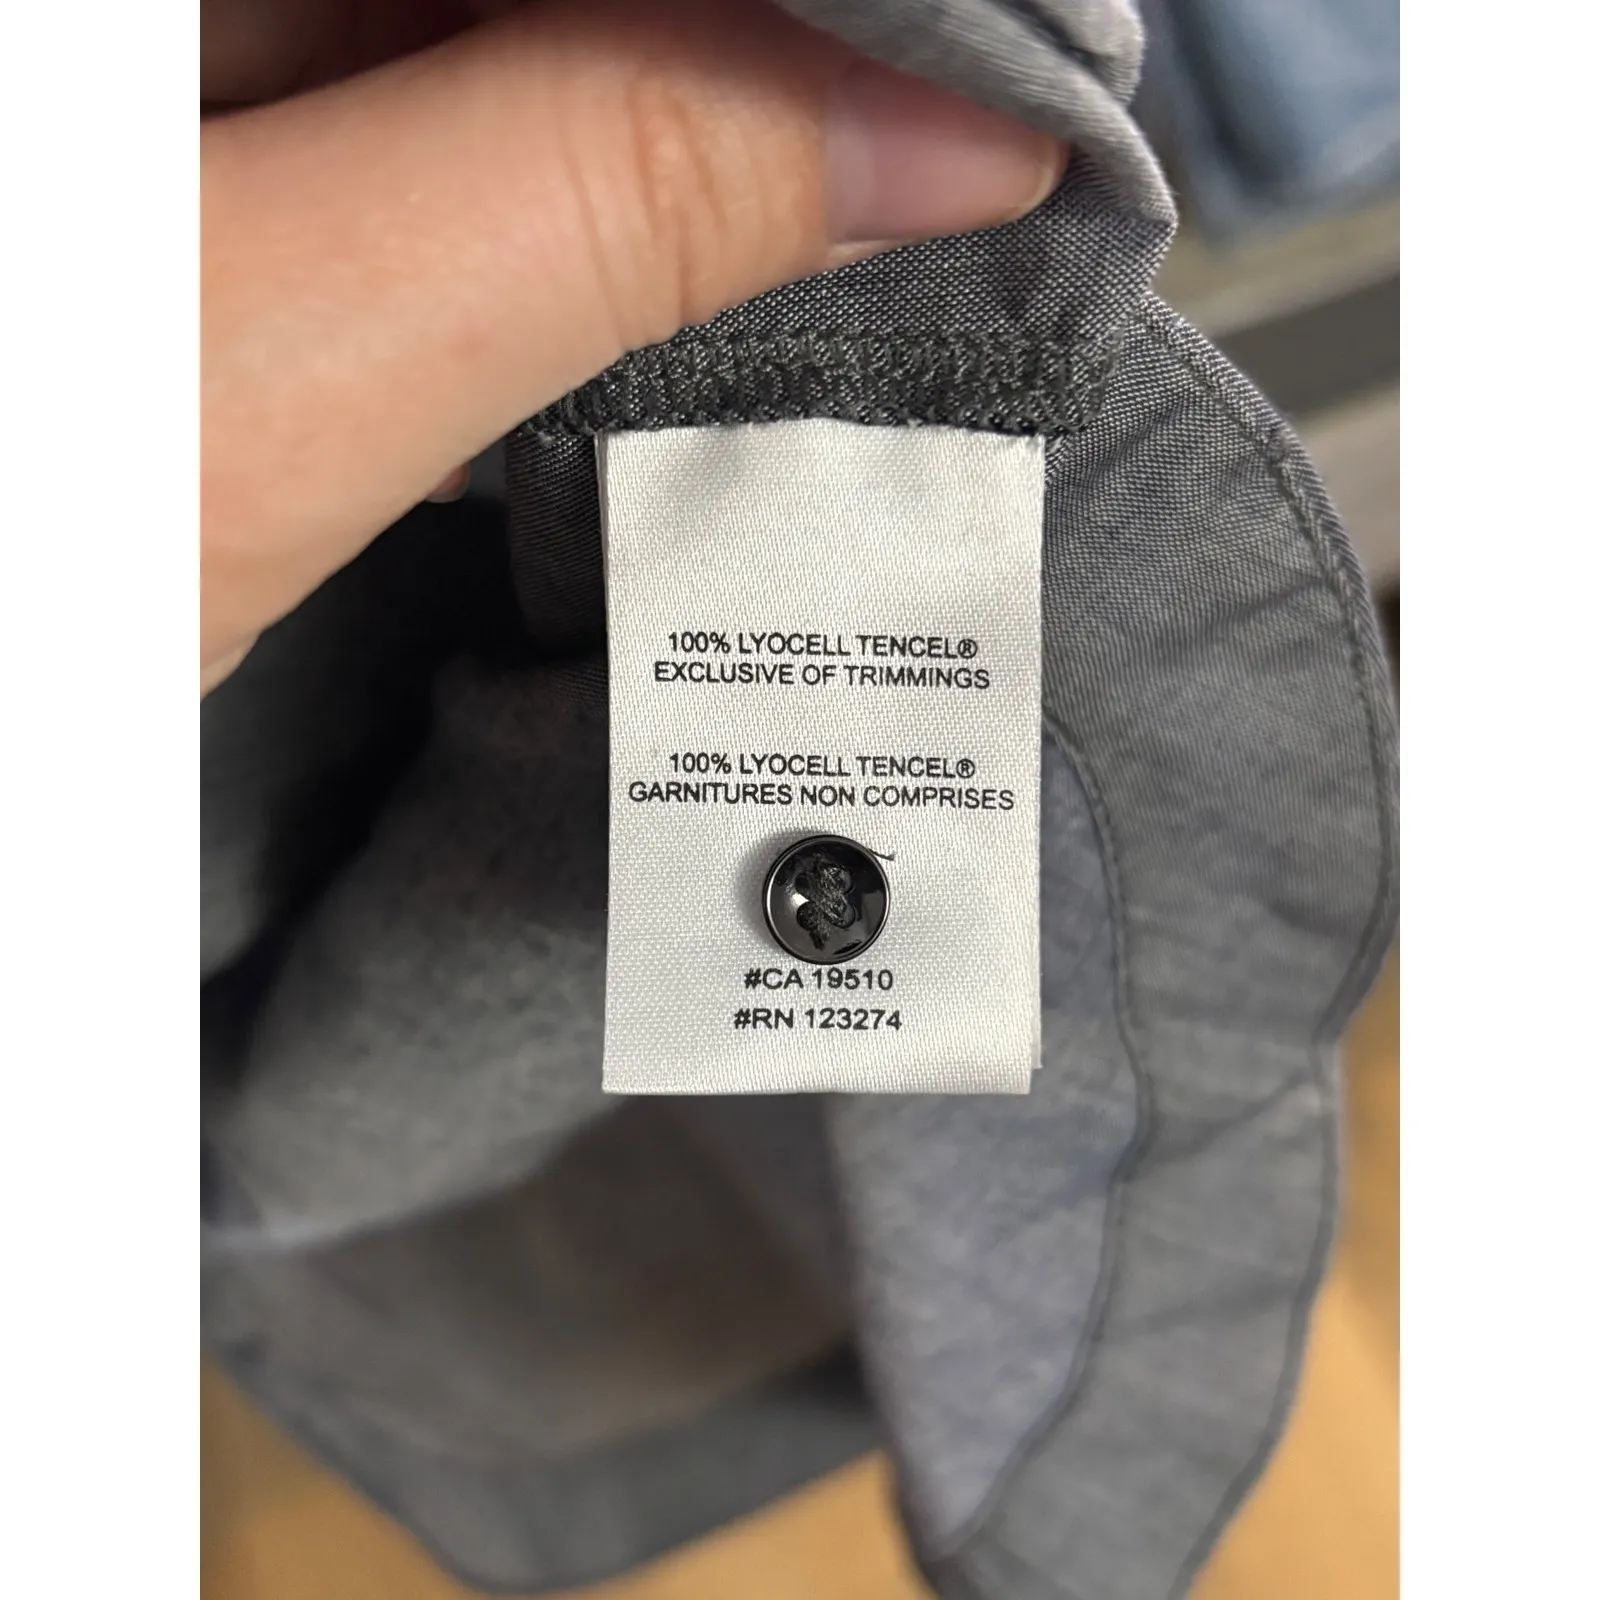 100% LYOCELL TENCEL®
EXCLUSIVE OF TRIMMINGS
100% LYOCELL TENCEL®
GARNITURES NON COMPRISES
#CA 19510
#RN 123274